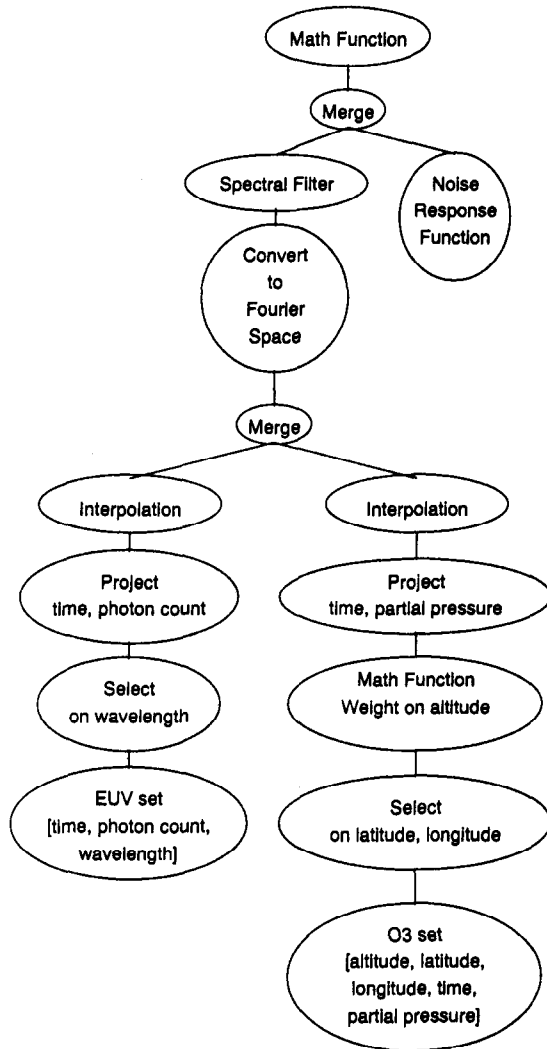 Math Function
Merge
Spectral Filter
Noise
Response
Function
Convert
to
Fourier
Space
Merge
Interpolation
Interpolation
Project
time, photon count
Project
time, partial pressure
Select
on wavelength
Math Function
Weight on altitude
EUV set
[time, photon count,
wavelength]
Select
on latitude, longitude
O3 set
[altitude, latitude,
longitude, time,
partial pressure]